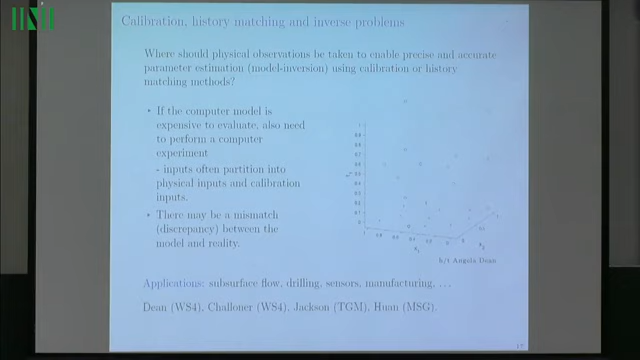 Calibration, history matching and inverse problems
Where should physical observations be taken to enable precise and accurate
parameter estimation (model-inversion) using calibration or history
matching methods?
If the computer model is
expensive to evaluate, also need
to perform a computer
experiment
- inputs often partition into
physical inputs and calibration
inputs.
There may be a mismatch
(discrepancy) between the
model and reality.
h/t Angela Dean
Applications: subsurface flow, drilling, sensors, manufacturing, …
Dean (WS4), Challoner (WS4), Jackson (TGM), Huan (MSG).
17